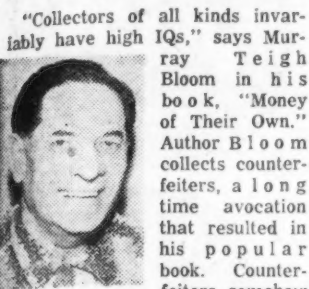 "Collectors of all kinds invar-
iably have high IQs," says Mur-
ray Teigh
Bloom in his
book, "Money
of Their Own."
Author Bloom
collects counter-
feiters, a long
time avocation
that resulted in
his popular
book. Counter-
feiters somehow